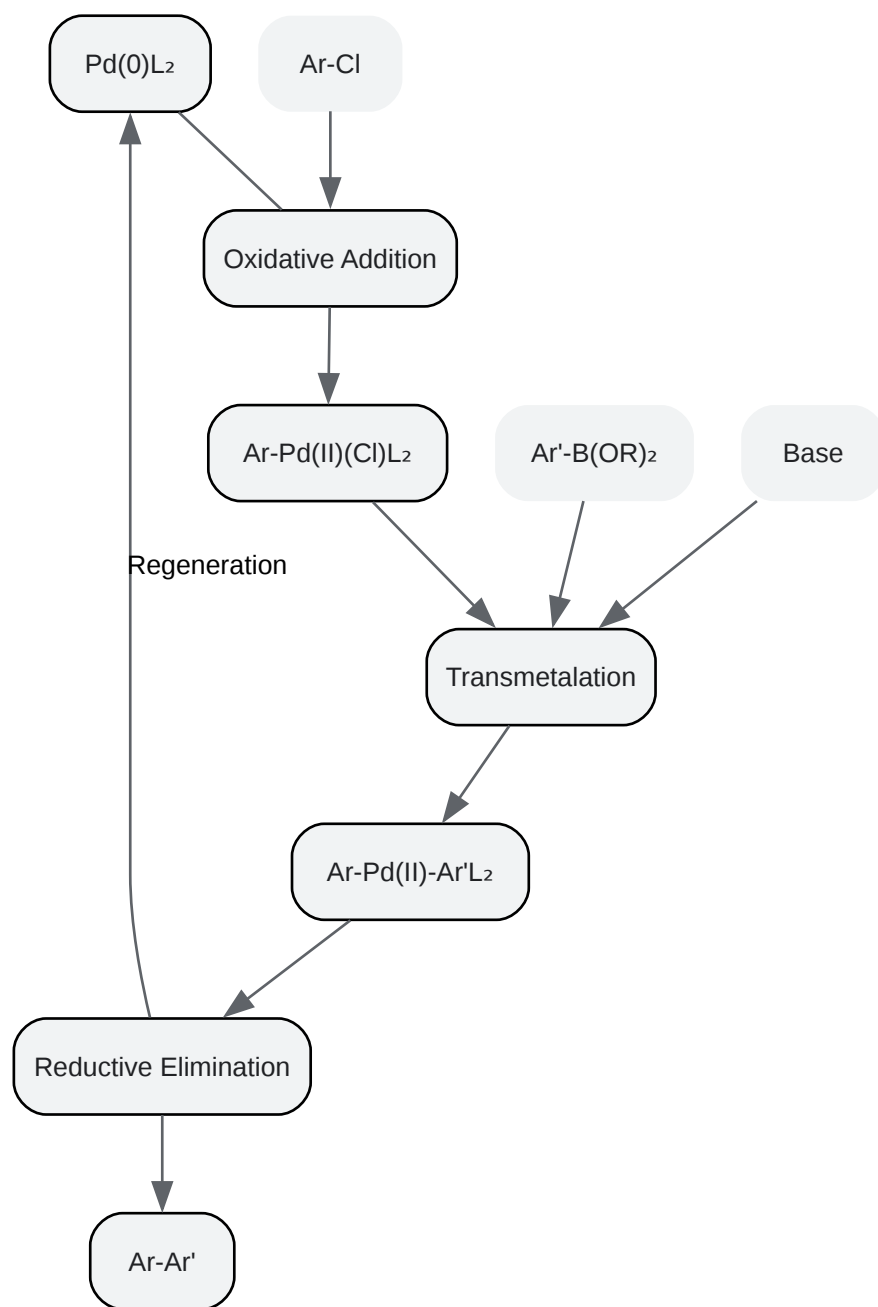 Pd(0)L₂
Ar-Cl
Oxidative Addition
Ar-Pd(II)(Cl)L₂
Ar'-B(OR)₂
Base
Regeneration
Transmetalation
Ar-Pd(II)-Ar'L₂
Reductive Elimination
Ar-Ar'